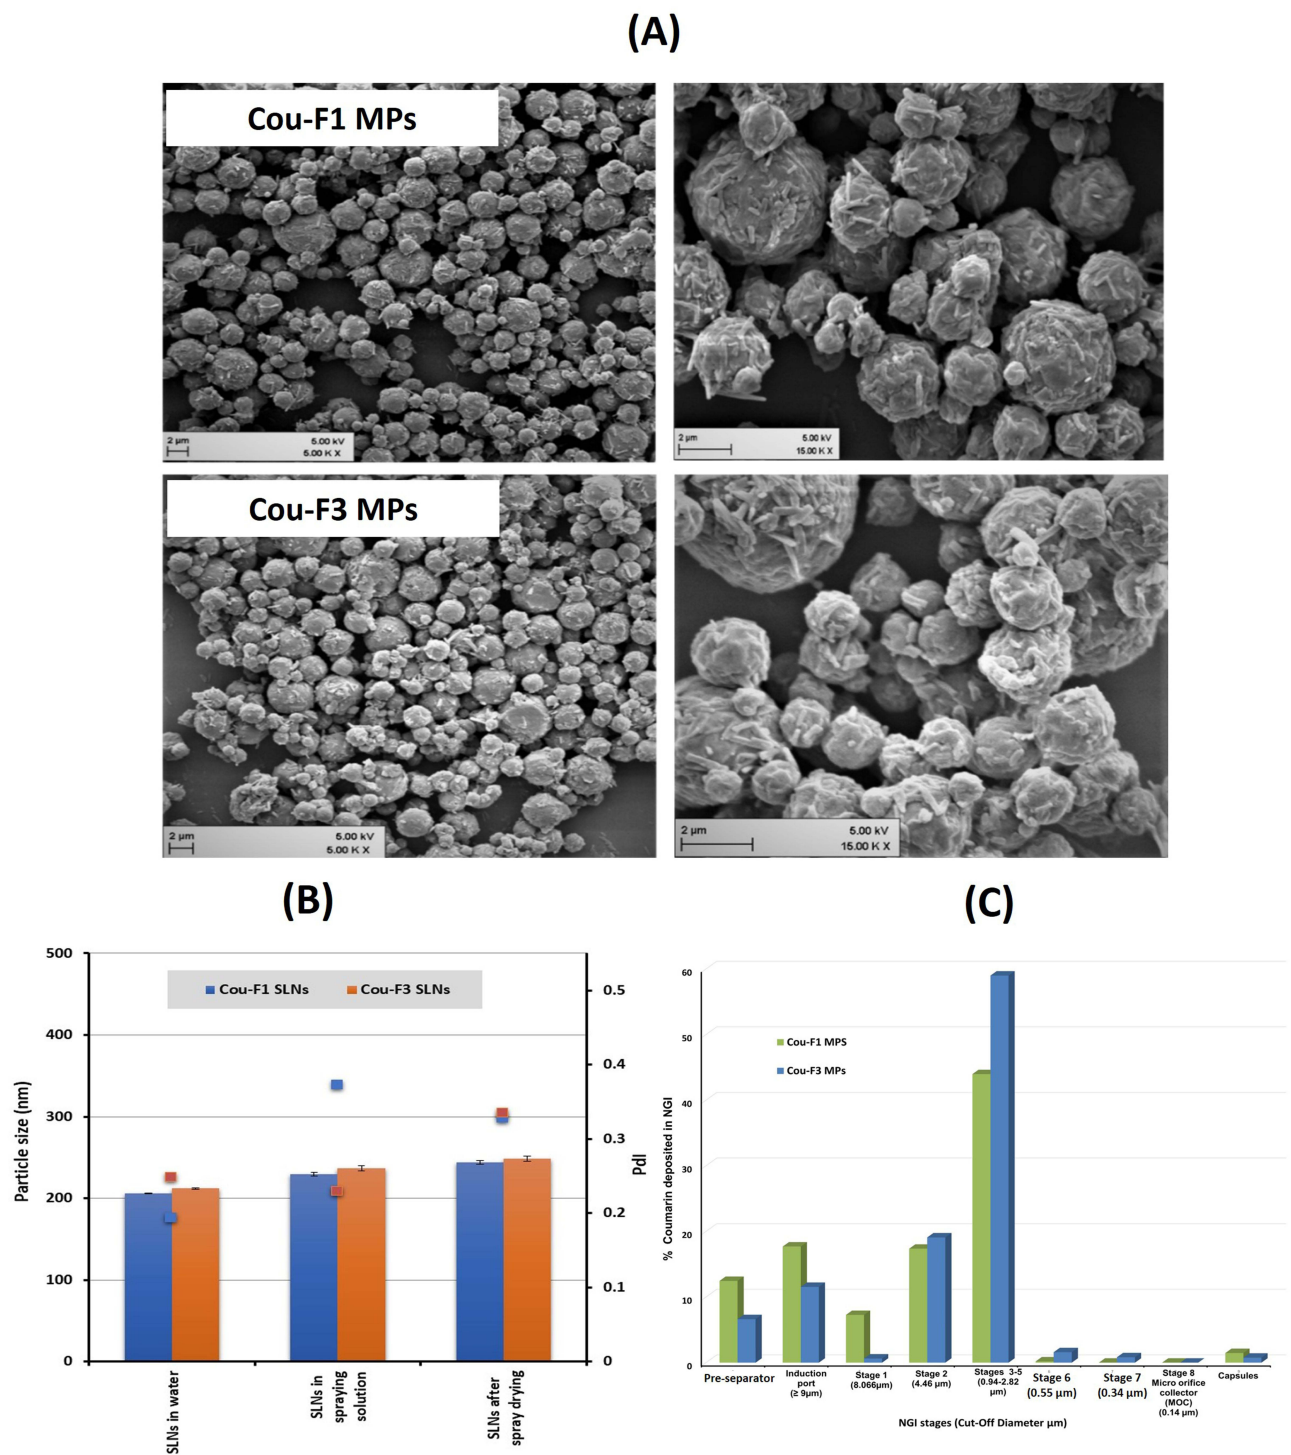 (A)
Cou-F1 MPs
2 µm
5.00 kV
5.00 K X
2 µm
5.00 kV
15.00 K X
Cou-F3 MPs
2 µm
5.00 kV
5.00 K X
2 µm
5.00 kV
15.00 K X
(B)
500
400
300
200
100
0
Particle size (nm)
Cou-F1 SLNs
Cou-F3 SLNs
0.5
0.4
0.3
0.2
0.1
0
PdI
SLNs in water
SLNs in
spraying
solution
SLNs after
spray drying
(C)
60
50
40
30
20
10
0
% Coumarin deposited in NGI
Cou-F1 MPS
Cou-F3 MPs
Pre-separator
Induction
port
(≥ 9µm)
Stage 1
(8.066µm)
Stage 2
(4.46 µm)
Stages 3-5
(0.94-2.82
µm)
Stage 6
(0.55 µm)
Stage 7
(0.34 µm)
Stage 8
Micro orifice
collector
(MOC)
(0.14 µm)
Capsules
NGI stages (Cut-Off Diameter µm)